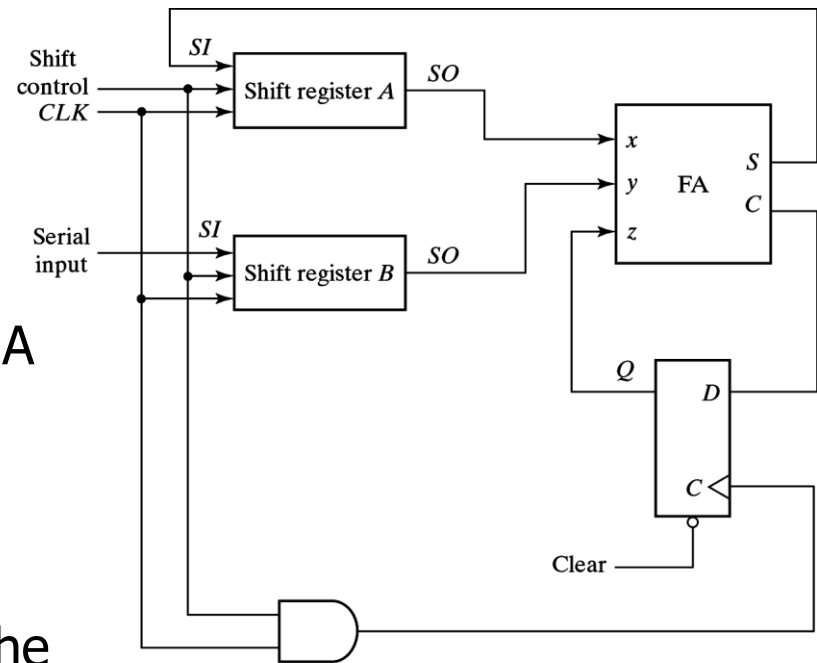 SI
Shift
control
CLK
Shift register A
SO
x
y
z
FA
S
C
Serial
input
SI
Shift register B
SO
A
Q
D
C
Clear
he